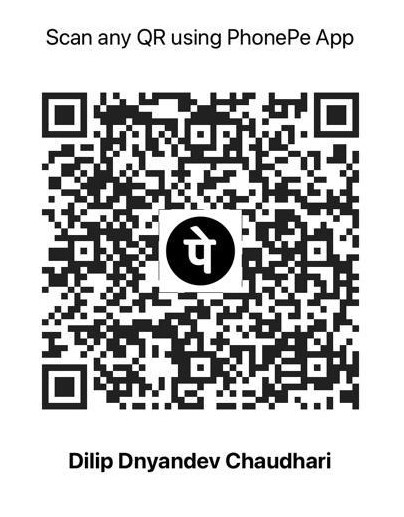 Scan any QR using PhonePe App
पे
Dilip Dnyandev Chaudhari